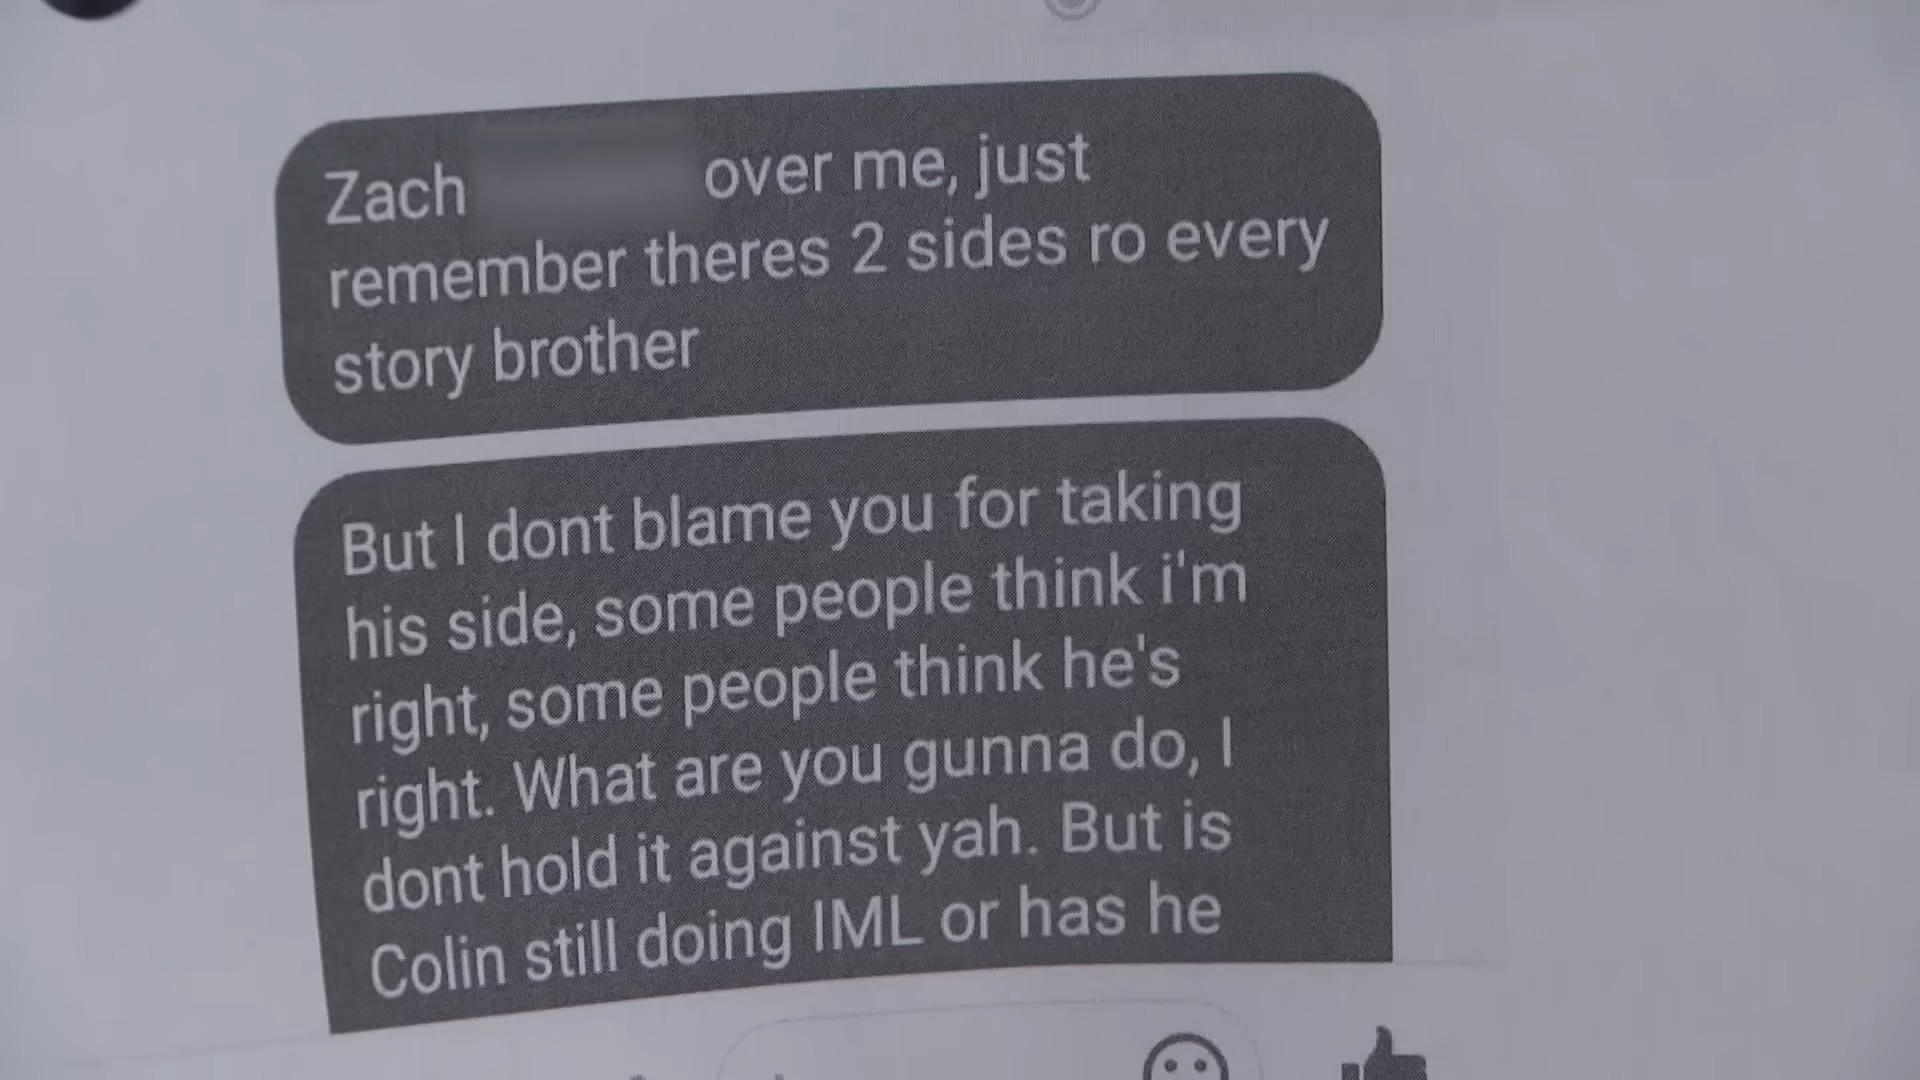 Zach over me, just
remember theres 2 sides ro every
story brother
But I dont blame you for taking
his side, some people think i'm
right, some people think he's
right. What are you gunna do, I
dont hold it against yah. But is
Colin still doing IML or has he